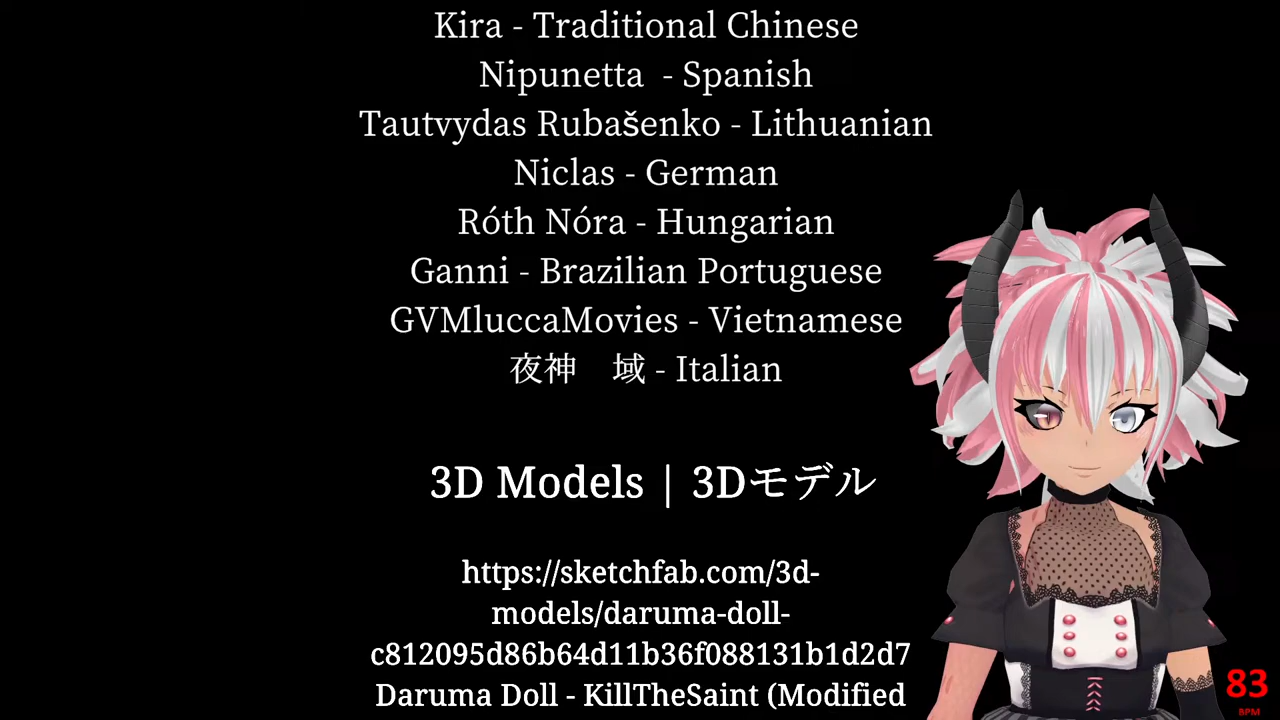 Kira - Traditional Chinese
Nipunetta - Spanish
Tautvydas Rubašenko - Lithuanian
Niclas - German
Róth Nóra - Hungarian
Ganni - Brazilian Portuguese
GVMluccaMovies - Vietnamese
夜神　域 - Italian
3D Models | 3Dモデル
https://sketchfab.com/3d-
models/daruma-doll-
c812095d86b64d11b36f088131b1d2d7
Daruma Doll - KillTheSaint (Modified
83
BPM